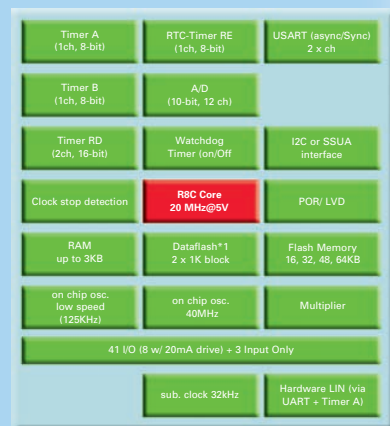 Timer A
(1ch, 8-bit)
RTC-Timer RE
(1ch, 8-bit)
USART (async/Sync)
2 x ch
Timer B
(1ch, 8-bit)
A/D
(10-bit, 12 ch)
Timer RD
(2ch, 16-bit)
Watchdog
Timer (on/Off
I2C or SSUA
interface
Clock stop detection
R8C Core
20 MHz@5V
POR/ LVD
RAM
up to 3KB
Dataflash*1
2 x 1K block
Flash Memory
16, 32, 48, 64KB
on chip osc.
low speed
(125KHz)
on chip osc.
40MHz
Multiplier
41 I/O (8 w/ 20mA drive) + 3 Input Only
sub. clock 32kHz
Hardware LIN (via
UART + Timer A)